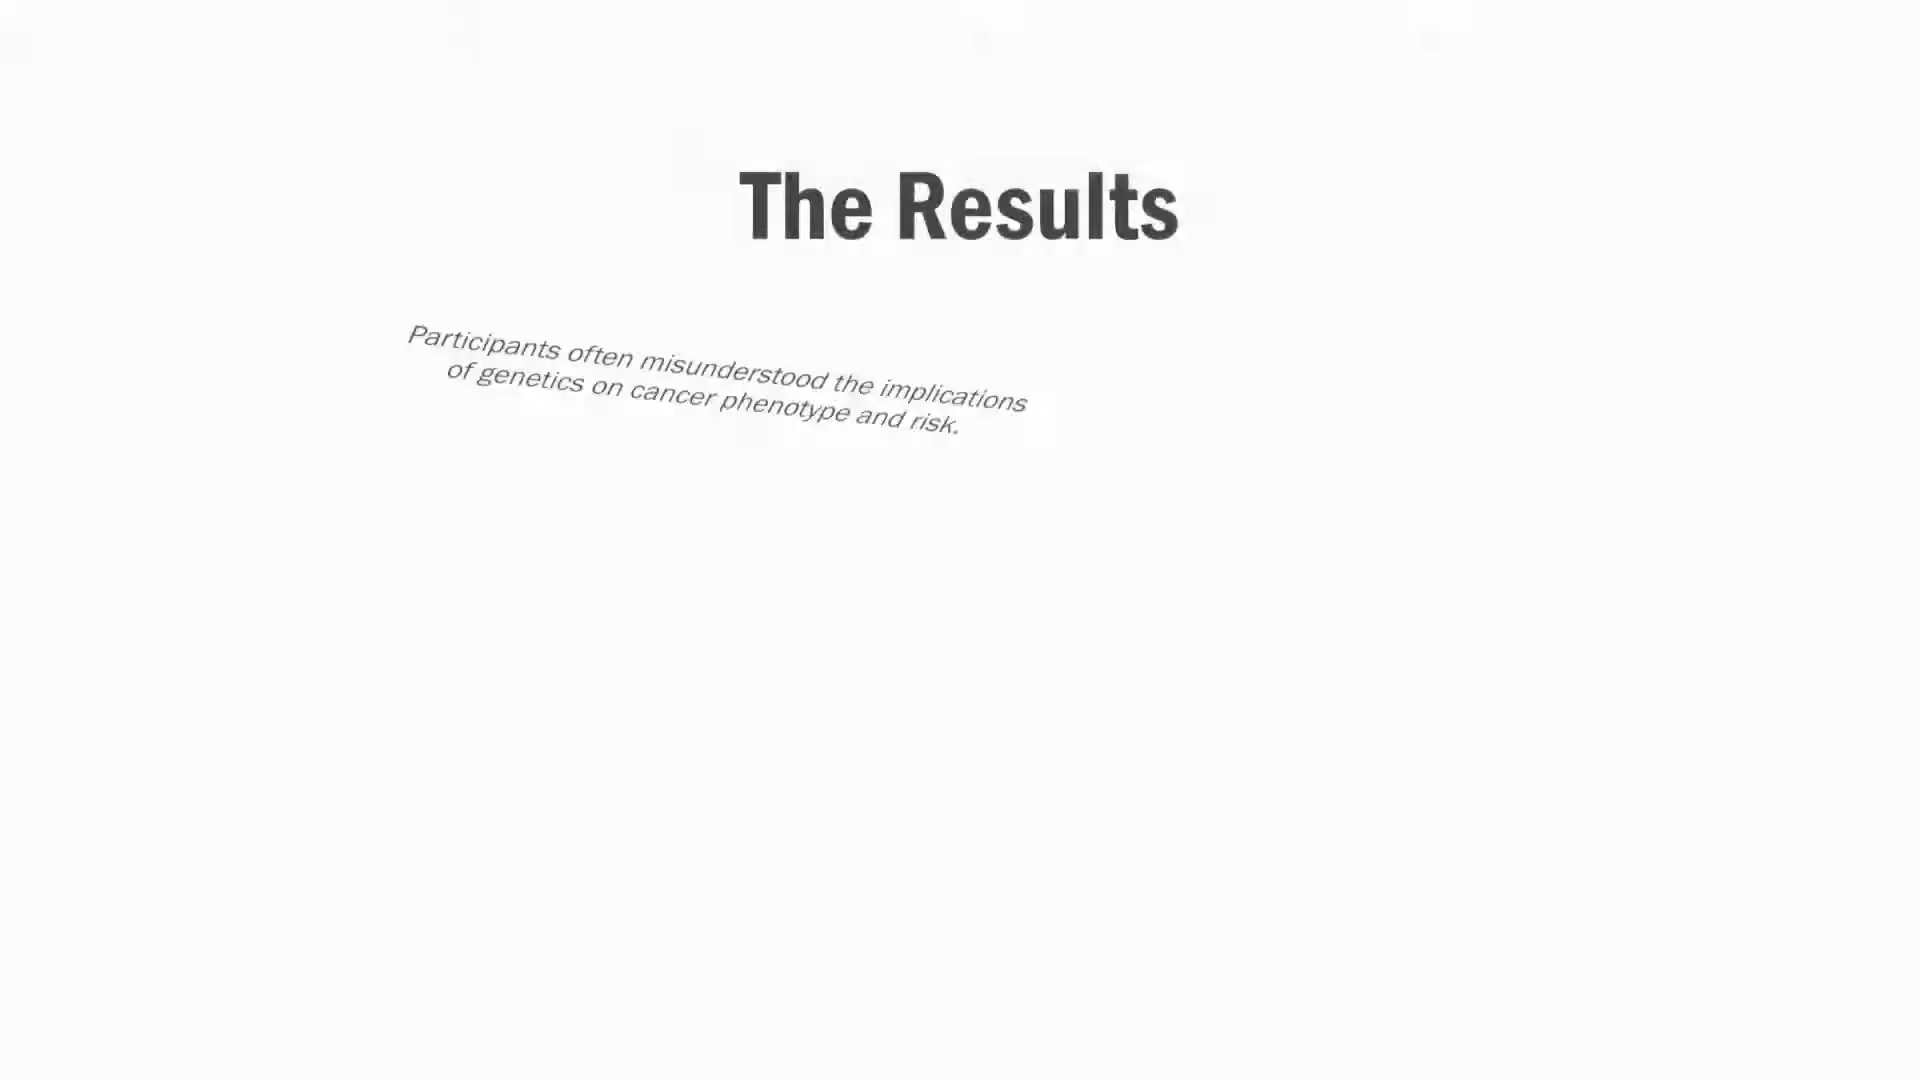 The Results
Participants often misunderstood the implications
of genetics on cancer phenotype and risk.